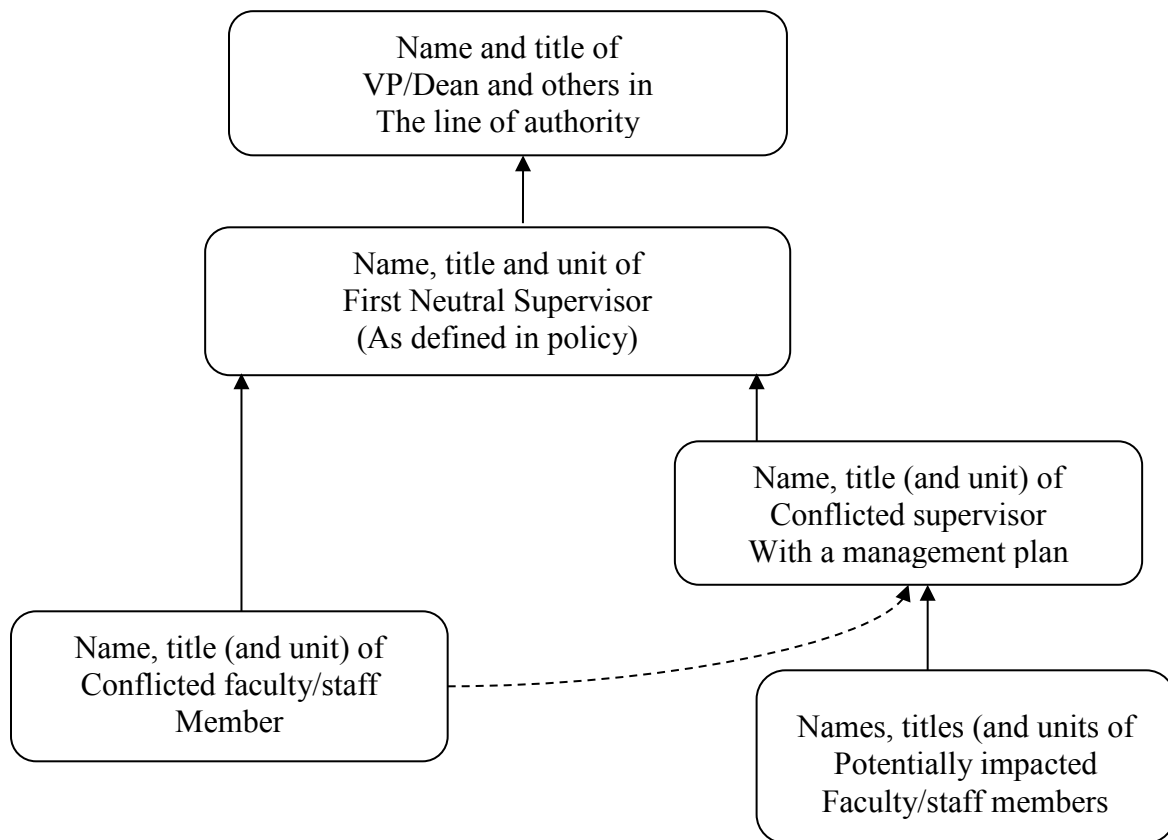 Name and title of
VP/Dean and others in
The line of authority
Name, title and unit of
First Neutral Supervisor
(As defined in policy)
Name, title (and unit) of
Conflicted supervisor
With a management plan
Name, title (and unit) of
Conflicted faculty/staff
Member
Names, titles (and units of
Potentially impacted
Faculty/staff members